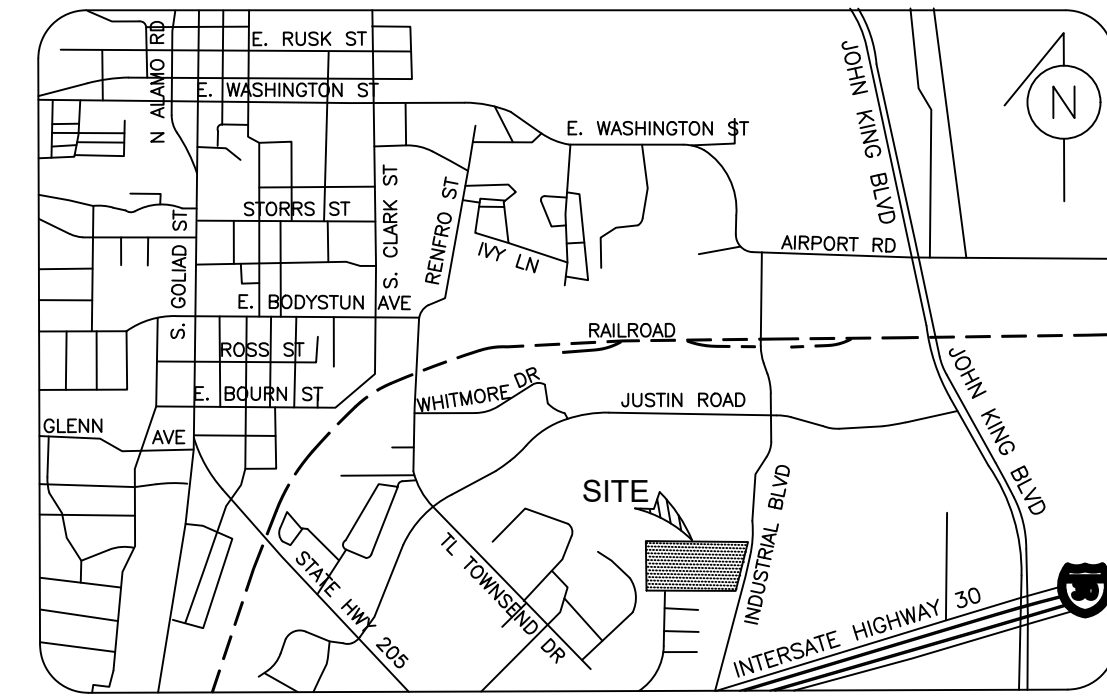 N ALAMO RD
E. RUSK ST
E. WASHINGTON ST
E. WASHINGTON ST
JOHN KING BLVD
N
STORRS ST
S. CLARK ST
RENFRO ST
IVY LN
AIRPORT RD
S. GOLIAD ST
E. BODYSTUN AVE
RAILROAD
ROSS ST
E. BOURN ST
WHITMORE DR
JUSTIN ROAD
JOHN KING BLVD
GLENN AVE
SITE
INDUSTRIAL BLVD
STATE HWY 205
TL TOWNSEND DR
INTERSATE HIGHWAY 30
30